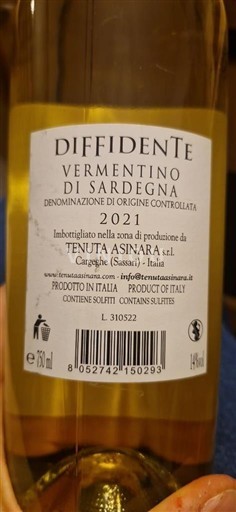 DIFFIDENTE
VERMENTINO
DI SARDEGNA
DENOMINAZIONE DI ORIGINE CONTROLLATA
2021
Imbottigliato nella zona di produzione da
TENUTA ASINARA s.r.l.
Cargeghe (Sassari) - Italia
www.tenutaasinara.com - info@tenutaasinara.it
PRODOTTO IN ITALIA PRODUCT OF ITALY
CONTIENE SOLFITI CONTAINS SULFITES
L. 310522
e 750 ml
14%vol
8 052742 150293